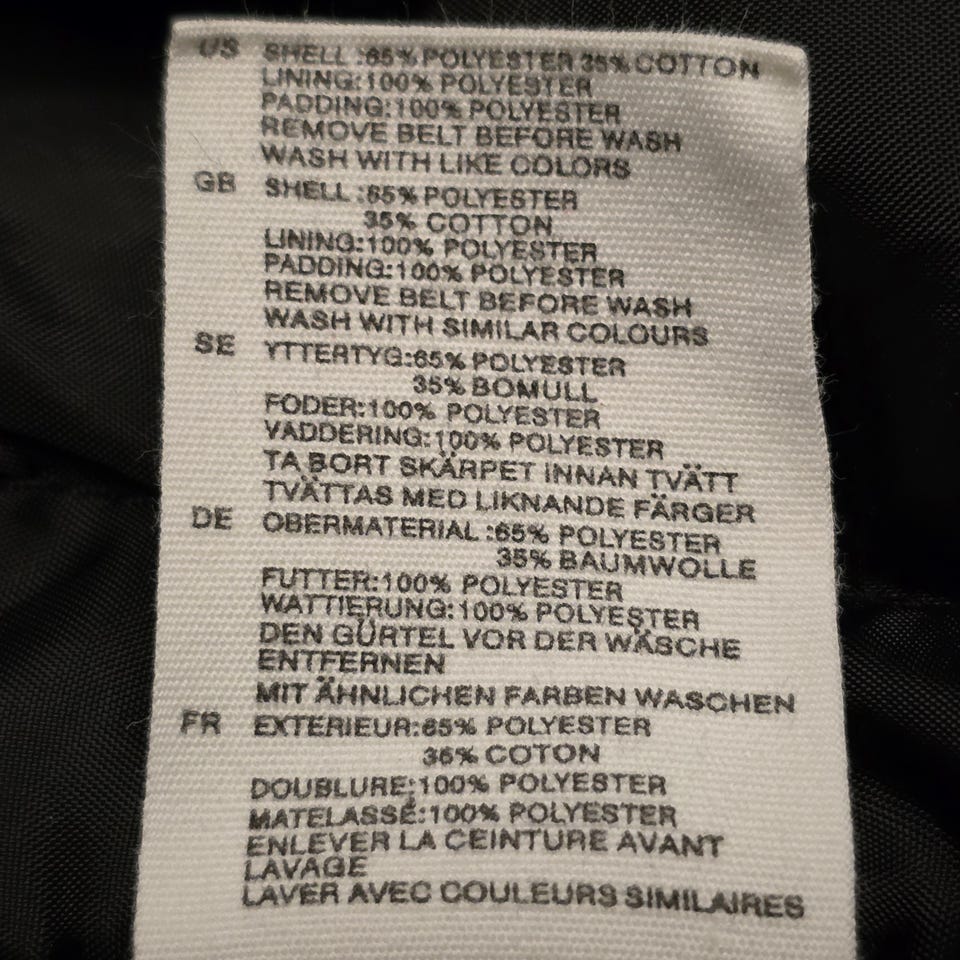 US SHELL :65% POLYESTER 35% COTTON
LINING:100% POLYESTER
PADDING:100% POLYESTER
REMOVE BELT BEFORE WASH
WASH WITH LIKE COLORS
GB SHELL :65% POLYESTER
35% COTTON
LINING:100% POLYESTER
PADDING:100% POLYESTER
REMOVE BELT BEFORE WASH
WASH WITH SIMILAR COLOURS
SE YTTERTYG:65% POLYESTER
35% BOMULL
FODER:100% POLYESTER
VADDERING:100% POLYESTER
TA BORT SKÄRPET INNAN TVÄTT
TVÄTTAS MED LIKNANDE FÄRGER
DE OBERMATERIAL :65% POLYESTER
35% BAUMWOLLE
FUTTER:100% POLYESTER
WATTIERUNG:100% POLYESTER
DEN GÜRTEL VOR DER WÄSCHE
ENTFERNEN
MIT ÄHNLICHEN FARBEN WASCHEN
FR EXTERIEUR:65% POLYESTER
35% COTON
DOUBLURE:100% POLYESTER
MATELASSÉ:100% POLYESTER
ENLEVER LA CEINTURE AVANT
LAVAGE
LAVER AVEC COULEURS SIMILAIRES